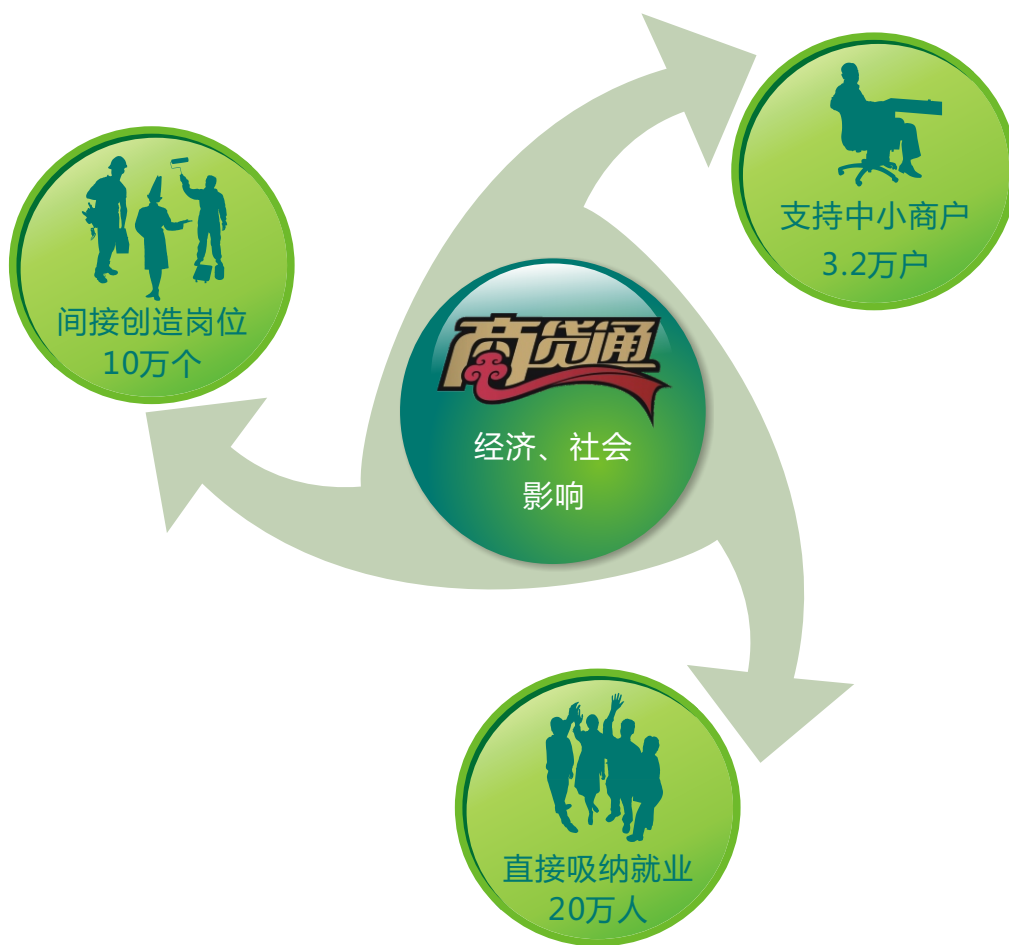 支持中小商户
3.2万户
间接创造岗位
10万个
商贷通
经济、社会
影响
直接吸纳就业
20万人